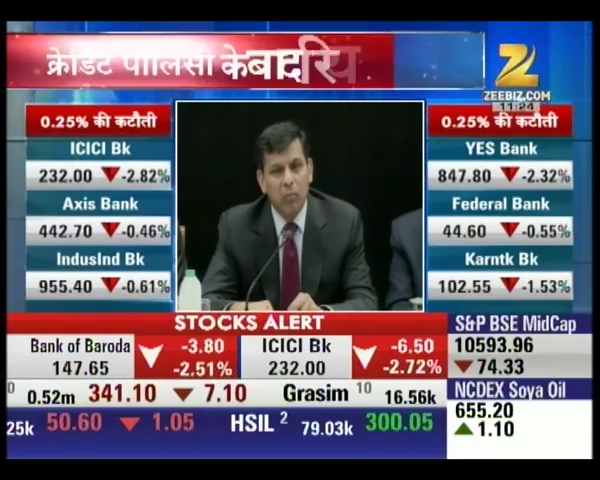 क्रेडिट पॉलिसी के बाद
ZEEBIZ.COM
11:24
0.25% की कटौती
ICICI Bk
232.00 -2.82%
Axis Bank
442.70 -0.46%
IndusInd Bk
955.40 -0.61%
0.25% की कटौती
YES Bank
847.80 -2.32%
Federal Bank
44.60 -0.55%
Karntk Bk
102.55 -1.53%
STOCKS ALERT
Bank of Baroda -3.80
147.65 -2.51%
ICICI Bk -6.50
232.00 -2.72%
S&P BSE MidCap
10593.96
74.33
0.52m 341.10 7.10 Grasim 10 16.56k
25k 50.60 1.05 HSIL 2 79.03k 300.05
NCDEX Soya Oil
655.20
1.10